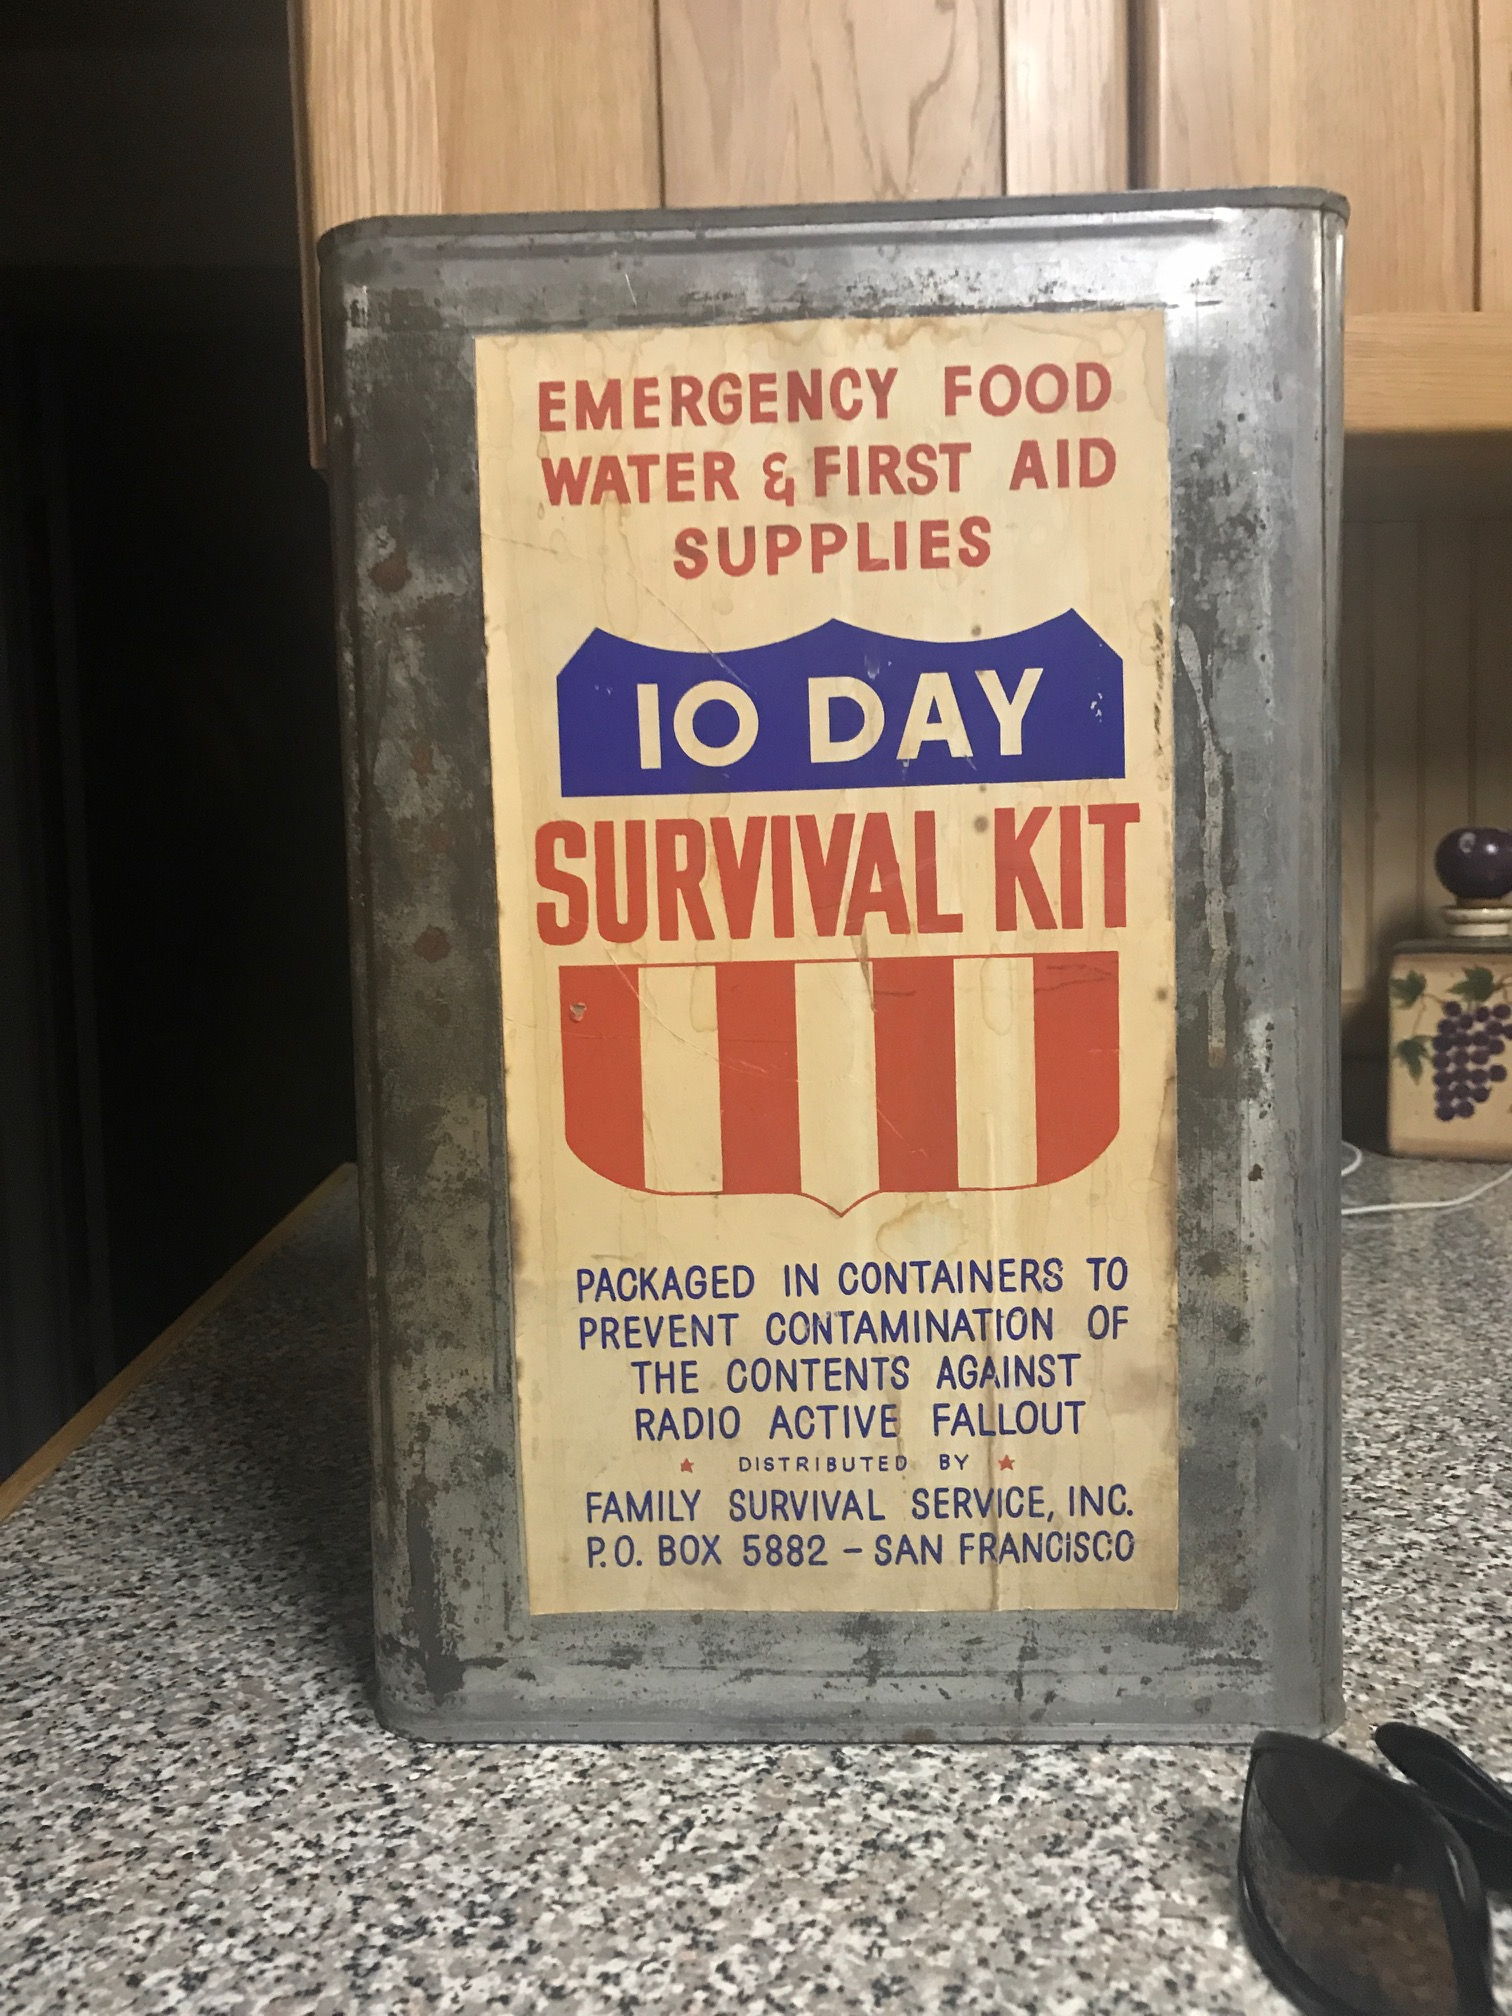 EMERGENCY FOOD
WATER & FIRST AID
SUPPLIES
10 DAY
SURVIVAL KIT
PACKAGED IN CONTAINERS TO
PREVENT CONTAMINATION OF
THE CONTENTS AGAINST
RADIO ACTIVE FALLOUT
★ DISTRIBUTED BY ★
FAMILY SURVIVAL SERVICE, INC.
P.O. BOX 5882 – SAN FRANCISCO